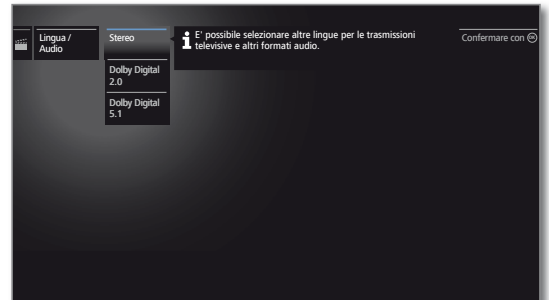 Lingua /
Audio
Stereo
Dolby Digital
2.0
Dolby Digital
5.1
i E' possibile selezionare altre lingue per le trasmissioni
televisive e altri formati audio.
Confermare con OK